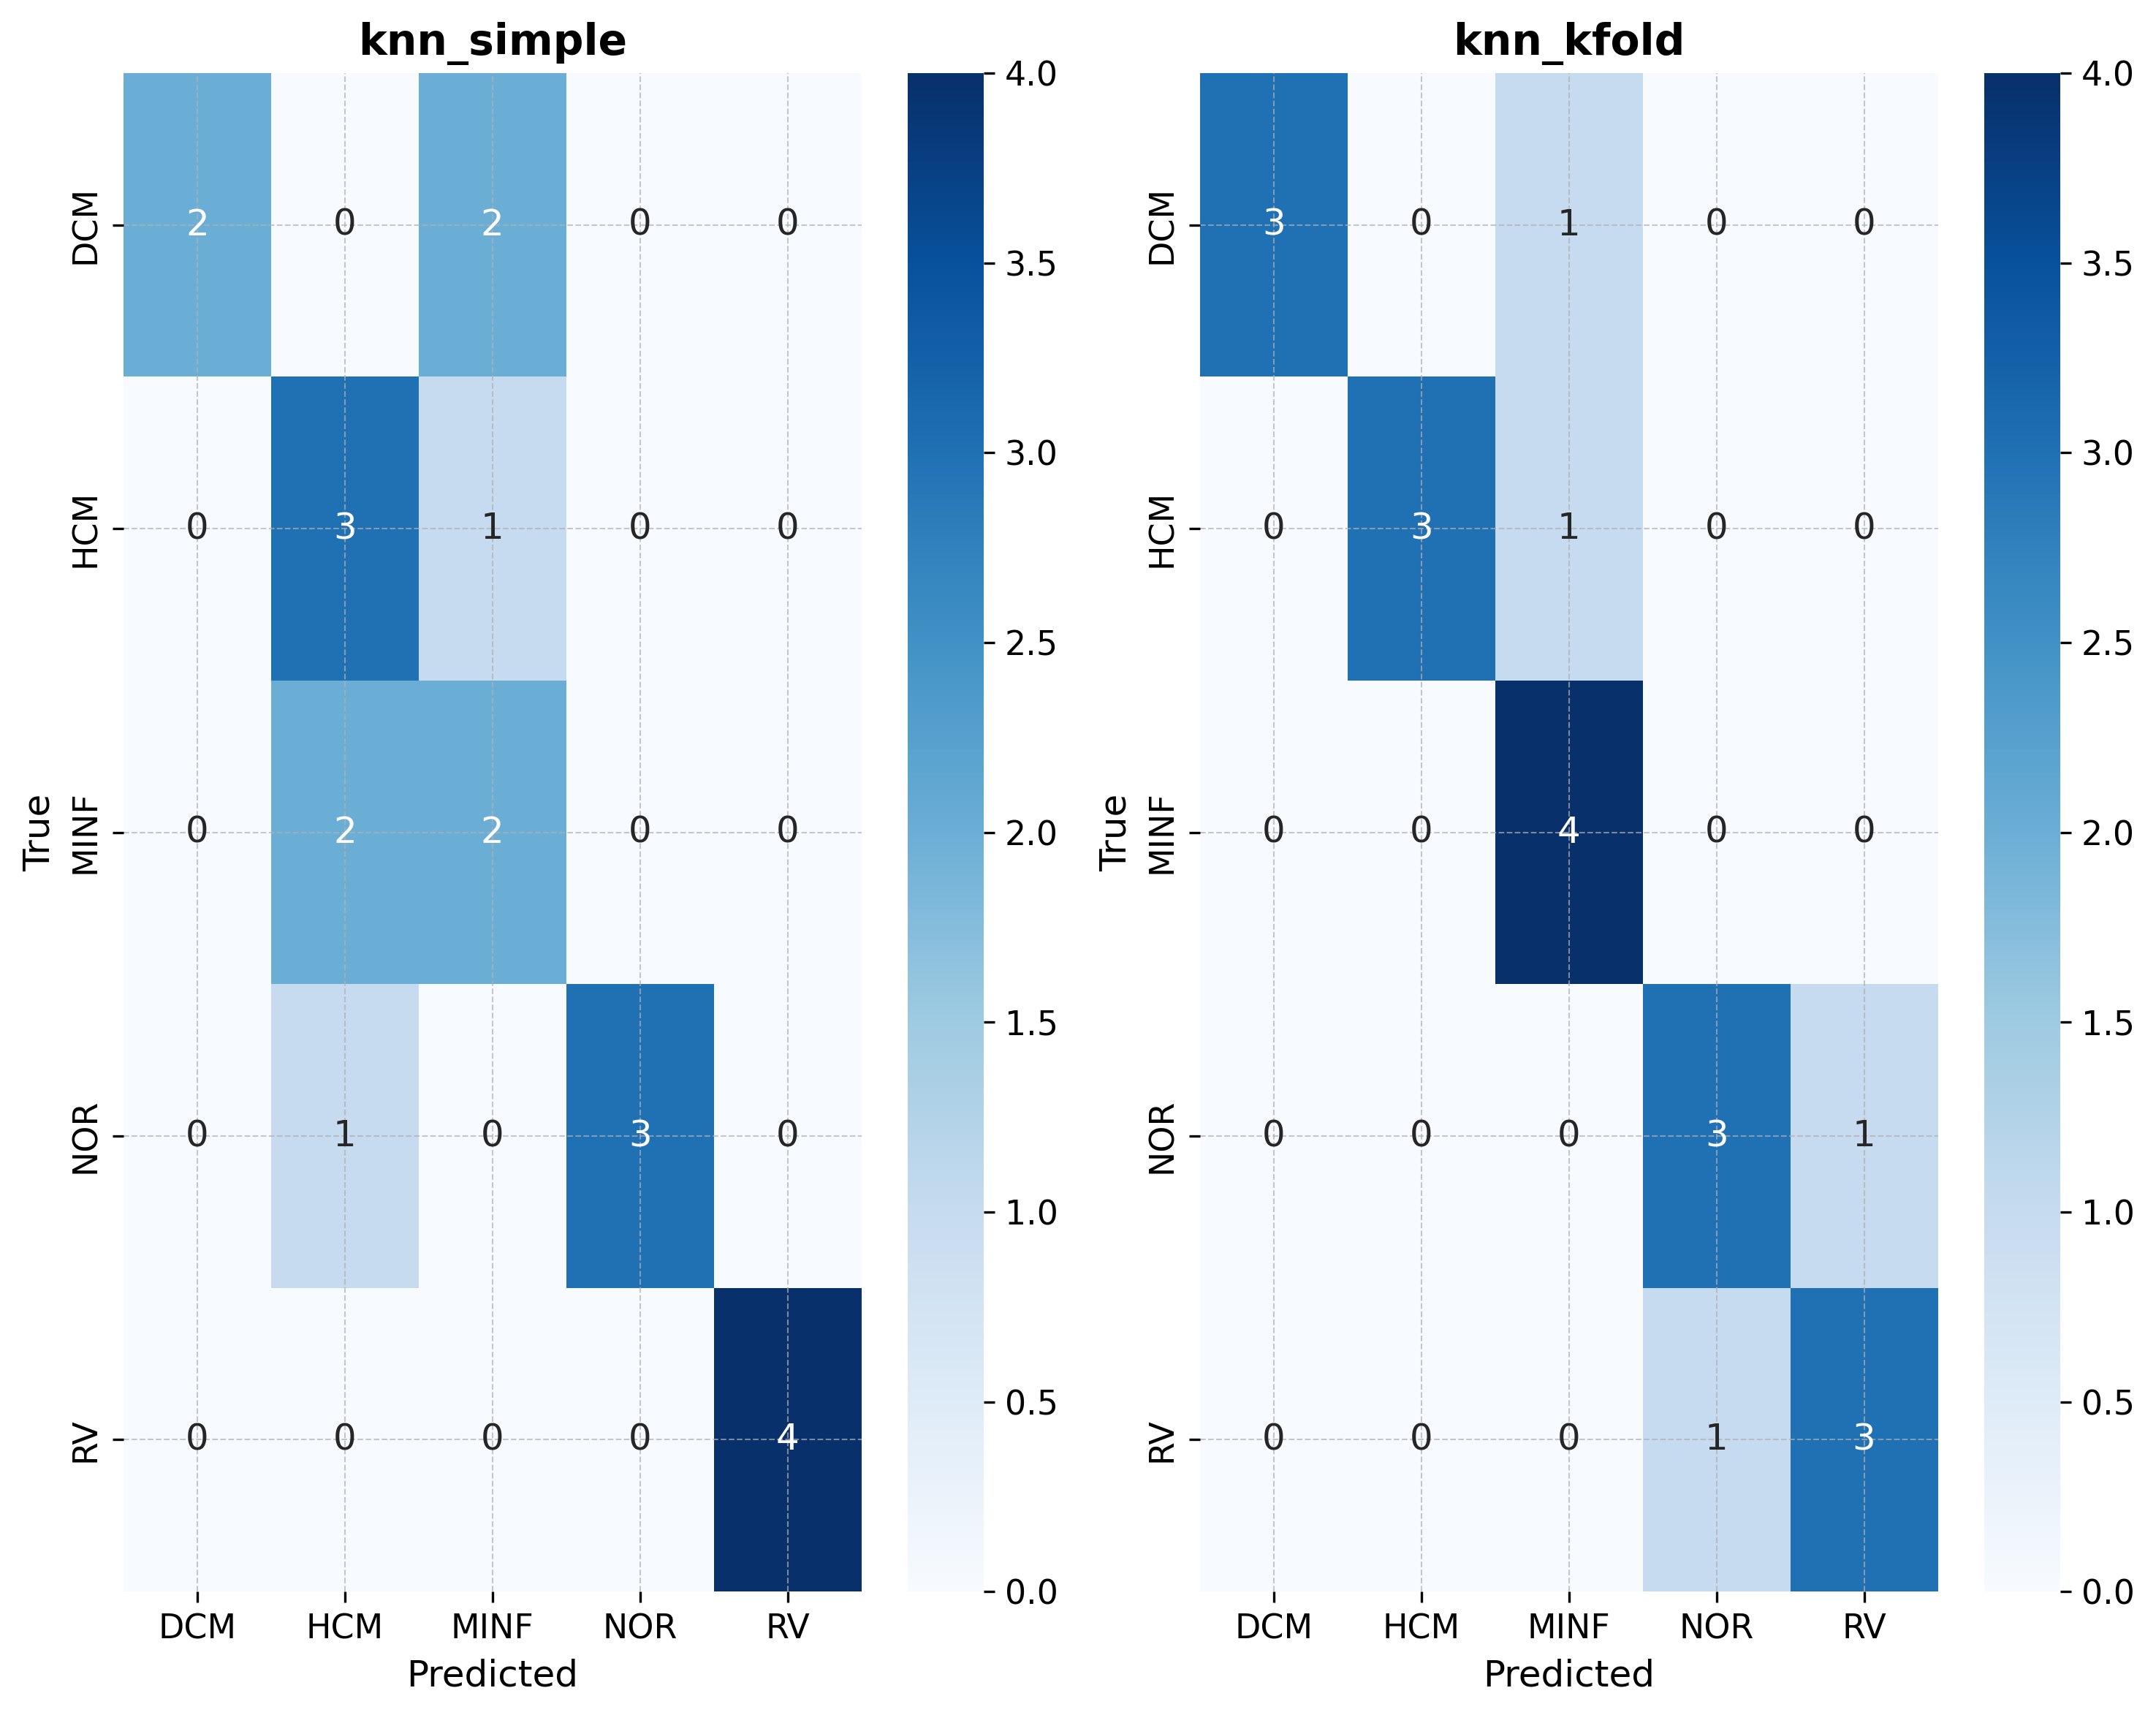 knn_simple
True
DCM 2 0 2 0 0
HCM 0 3 1 0 0
MINF 0 2 2 0 0
NOR 0 1 0 3 0
RV 0 0 0 0 4
DCM HCM MINF NOR RV
Predicted
4.0
3.5
3.0
2.5
2.0
1.5
1.0
0.5
0.0
knn_kfold
True
DCM 3 0 1 0 0
HCM 0 3 1 0 0
MINF 0 0 4 0 0
NOR 0 0 0 3 1
RV 0 0 0 1 3
DCM HCM MINF NOR RV
Predicted
4.0
3.5
3.0
2.5
2.0
1.5
1.0
0.5
0.0